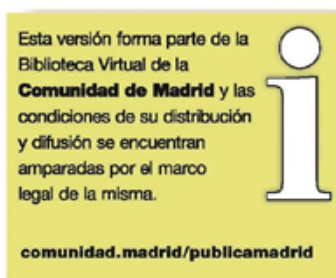 Esta versión forma parte de la
Biblioteca Virtual de la
Comunidad de Madrid y las
condiciones de su distribución
y difusión se encuentran
amparadas por el marco
legal de la misma.
comunidad.madrid/publicamadrid